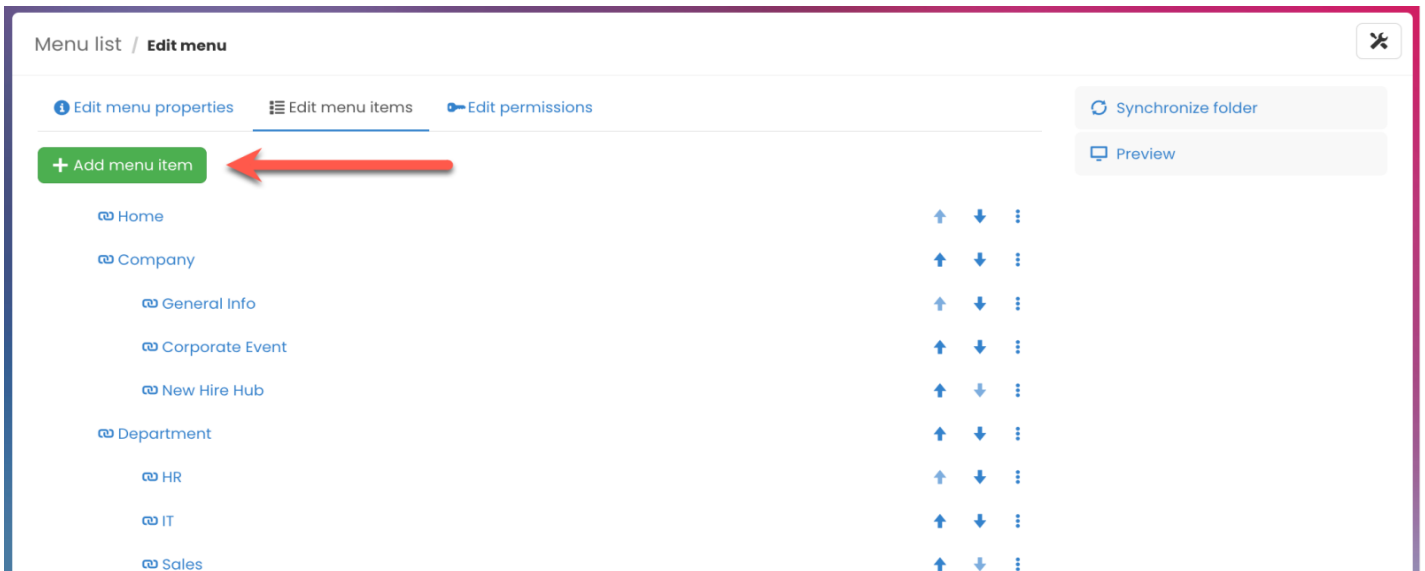 Menu list / Edit menu
Edit menu properties Edit menu items Edit permissions
Synchronize folder
Preview
+ Add menu item
Home
Company
General Info
Corporate Event
New Hire Hub
Department
HR
IT
Sales